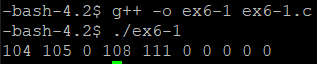 -bash-4.2$ g++ -o ex6-1 ex6-1.c
-bash-4.2$ ./ex6-1
104 105 0 108 111 0 0 0 0 0